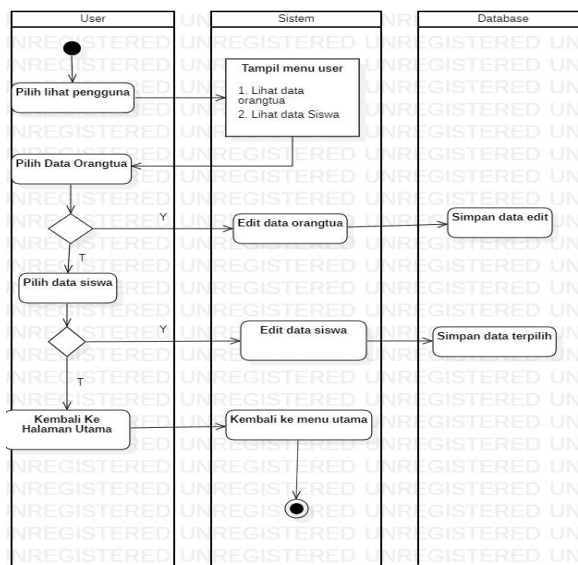 User
Sistem
Database
Pilih lihat pengguna
Tampil menu user
1. Lihat data
orangtua
2. Lihat data Siswa
Pilih Data Orangtua
Y
Edit data orangtua
Simpan data edit
T
Pilih data siswa
Y
Edit data siswa
Simpan data terpilih
T
Kembali Ke
Halaman Utama
Kembali ke menu utama
UNREGISTERED